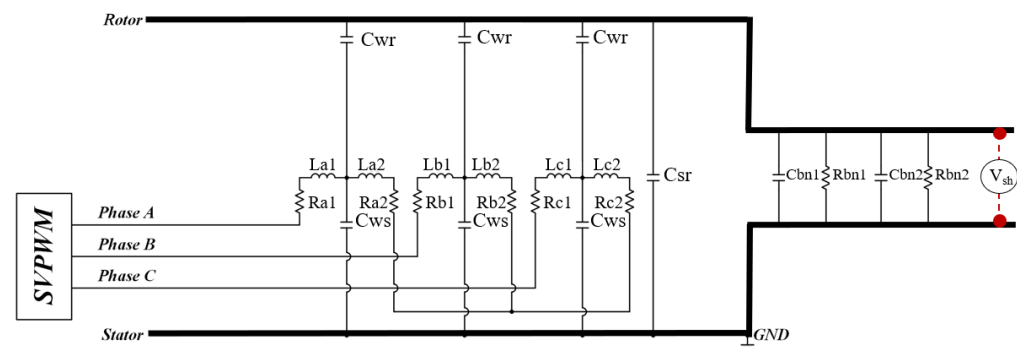 Rotor
Cwr Cwr Cwr
La1 La2 Lb1 Lb2 Lc1 Lc2
Csr
Cbn1 Rbn1 Cbn2 Rbn2 Vsh
Ra1 Ra2 Rb1 Rb2 Rc1 Rc2
Cws Cws Cws
SVPWM
Phase A
Phase B
Phase C
Stator
GND